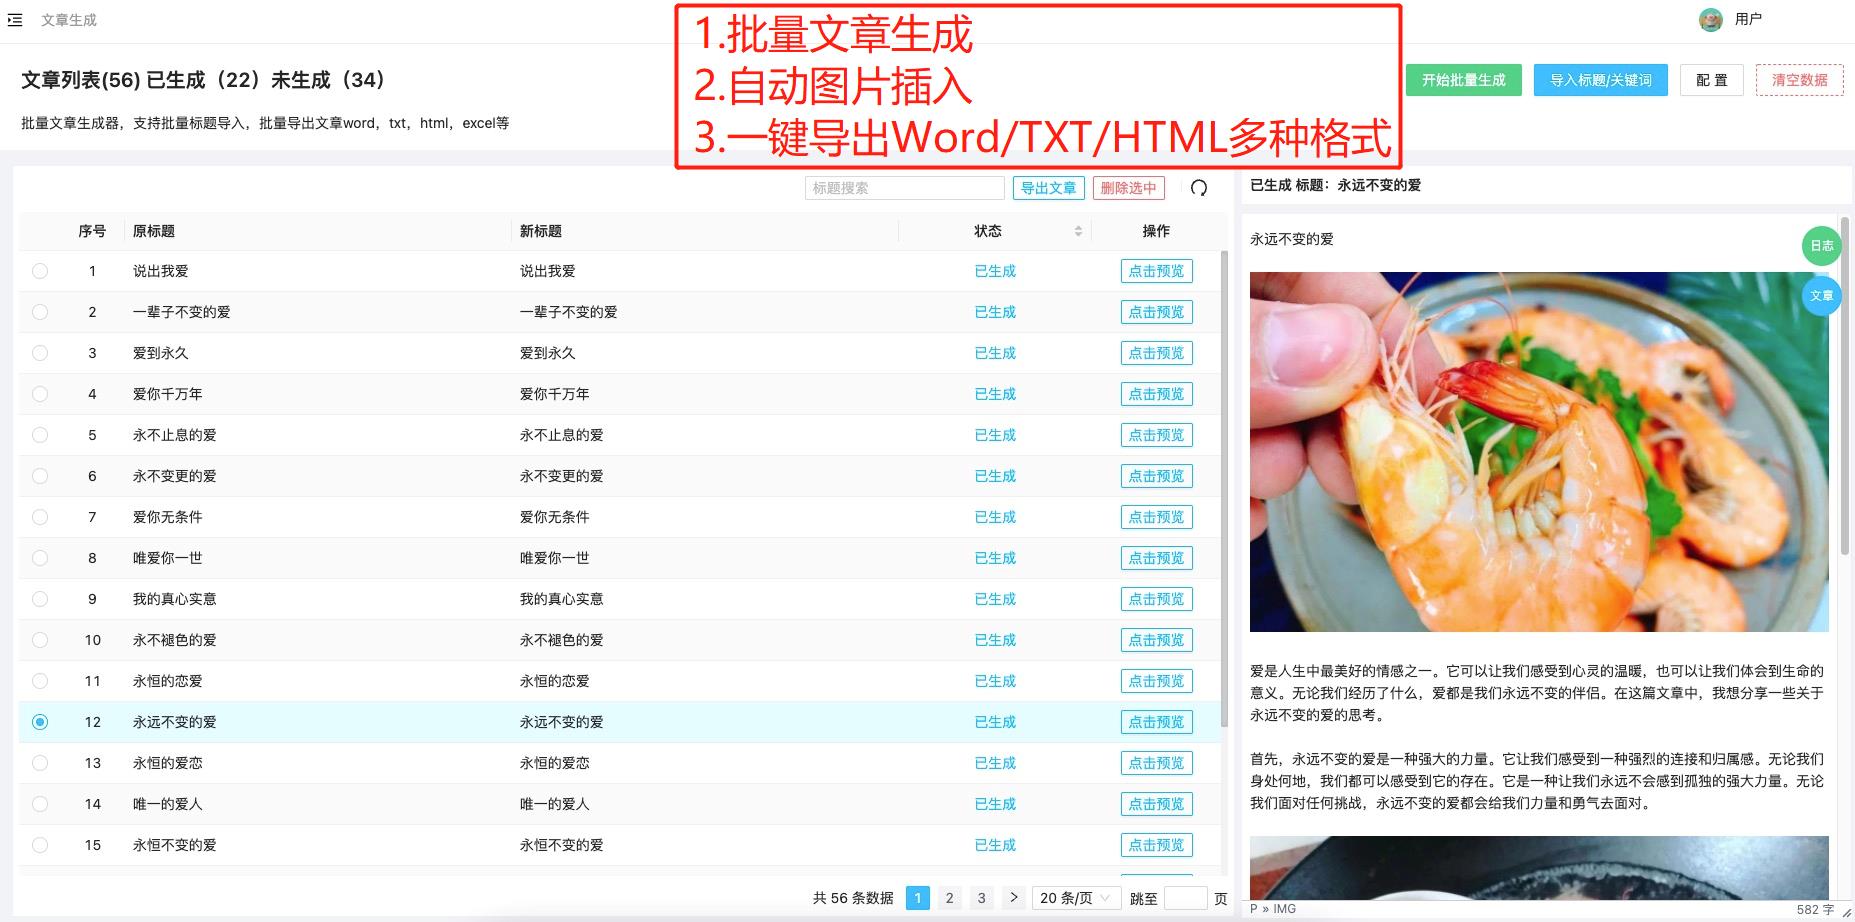 文章生成
用户
1.批量文章生成
2.自动图片插入
3.一键导出Word/TXT/HTML多种格式
文章列表(56) 已生成（22）未生成（34）
开始批量生成 导入标题/关键词 配 置 清空数据
批量文章生成器，支持批量标题导入，批量导出文章word，txt，html，excel等
标题搜索 导出文章 删除选中
序号 原标题 新标题 状态 操作
1 说出我爱 说出我爱 已生成 点击预览
2 一辈子不变的爱 一辈子不变的爱 已生成 点击预览
3 爱到永久 爱到永久 已生成 点击预览
4 爱你千万年 爱你千万年 已生成 点击预览
5 永不止息的爱 永不止息的爱 已生成 点击预览
6 永不变更的爱 永不变更的爱 已生成 点击预览
7 爱你无条件 爱你无条件 已生成 点击预览
8 唯爱你一世 唯爱你一世 已生成 点击预览
9 我的真心实意 我的真心实意 已生成 点击预览
10 永不褪色的爱 永不褪色的爱 已生成 点击预览
11 永恒的恋爱 永恒的恋爱 已生成 点击预览
12 永远不变的爱 永远不变的爱 已生成 点击预览
13 永恒的爱恋 永恒的爱恋 已生成 点击预览
14 唯一的爱人 唯一的爱人 已生成 点击预览
15 永恒不变的爱 永恒不变的爱 已生成 点击预览
共 56 条数据 1 2 3 > 20 条/页 跳至 页
已生成 标题：永远不变的爱
永远不变的爱
日志
文章
爱是人生中最美好的情感之一。它可以让我们感受到心灵的温暖，也可以让我们体会到生命的
意义。无论我们经历了什么，爱都是我们永远不变的伴侣。在这篇文章中，我想分享一些关于
永远不变的爱的思考。
首先，永远不变的爱是一种强大的力量。它让我们感受到一种强烈的连接和归属感。无论我们
身处何地，我们都可以感受到它的存在。它是一种让我们永远不会感到孤独的强大力量。无论
我们面对任何挑战，永远不变的爱都会给我们力量和勇气去面对。
P » IMG 582 字